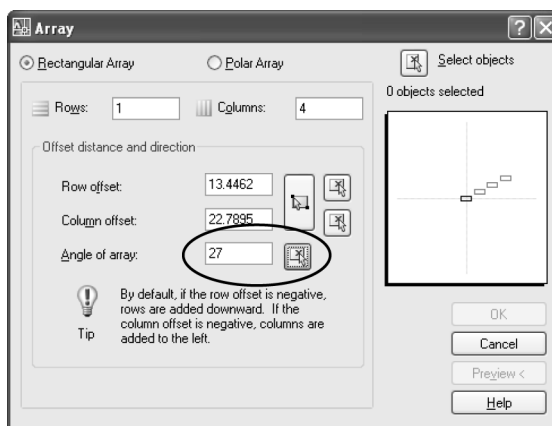 Array
Rectangular Array
Polar Array
Select objects
0 objects selected
Rows: 1
Columns: 4
Offset distance and direction
Row offset: 13.4462
Column offset: 22.7895
Angle of array: 27
Tip
By default, if the row offset is negative,
rows are added downward. If the
column offset is negative, columns are
added to the left.
OK
Cancel
Preview <
Help